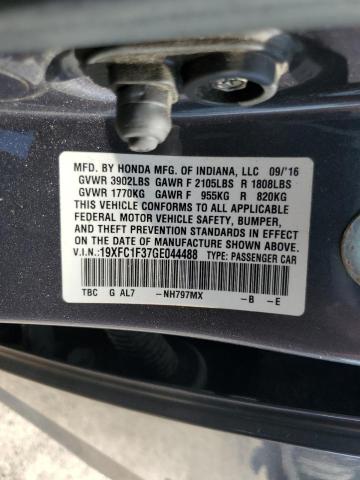 MFD. BY HONDA MFG. OF INDIANA, LLC 09/'16
GVWR 3902LBS GAWR F 2105LBS R 1808LBS
GVWR 1770KG GAWR F 955KG R 820KG
THIS VEHICLE CONFORMS TO ALL APPLICABLE
FEDERAL MOTOR VEHICLE SAFETY, BUMPER,
AND THEFT PREVENTION STANDARDS IN EFFECT
ON THE DATE OF MANUFACTURE SHOWN ABOVE.
V.I.N.:19XFC1F37GE044488 TYPE: PASSENGER CAR
TBC G AL7 -NH797MX -B -E